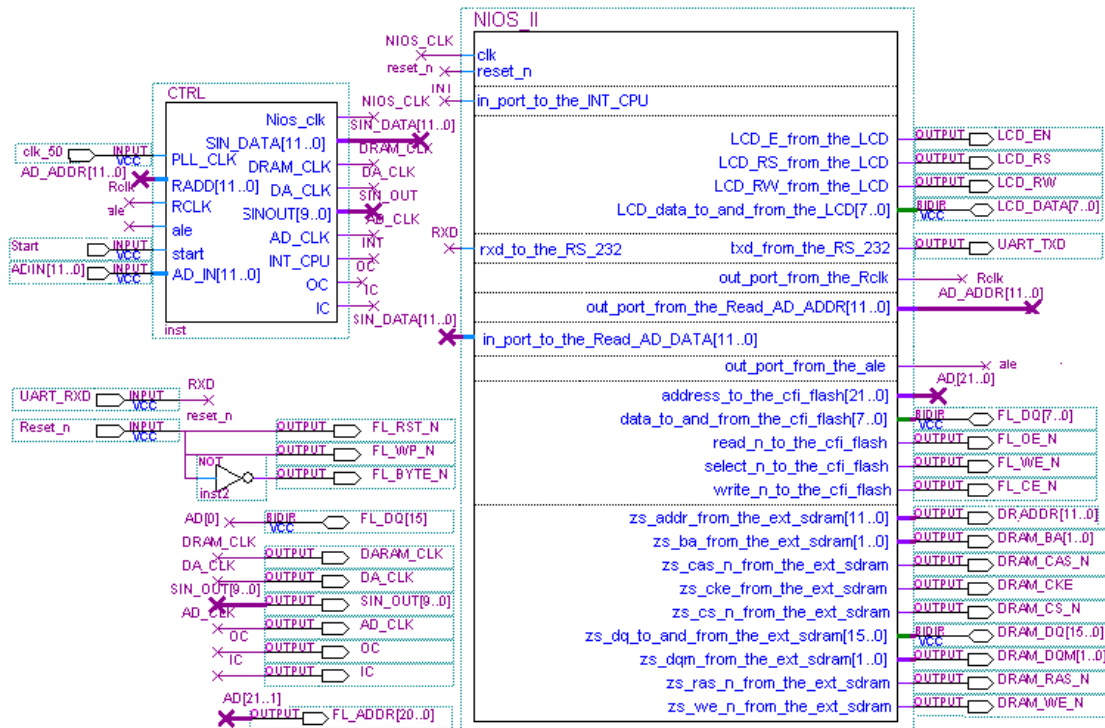 NIOS_II
NIOS_CLK
clk
reset_n
reset_n
INT
in_port_to_the_INT_CPU
LCD_E_from_the_LCD
OUTPUT
LCD_EN
LCD_RS_from_the_LCD
OUTPUT
LCD_RS
LCD_RW_from_the_LCD
OUTPUT
LCD_RW
LCD_data_to_and_from_the_LCD[7..0]
BIDIR
VCC
LCD_DATA[7..0]
RXD
rxd_to_the_RS_232
txd_from_the_RS_232
OUTPUT
UART_TXD
out_port_from_the_Rclk
Rclk
AD_ADDR[11..0]
out_port_from_the_Read_AD_ADDR[11..0]
SIN_DATA[11..0]
in_port_to_the_Read_AD_DATA[11..0]
out_port_from_the_ale
ale
AD[21..0]
address_to_the_cfi_flash[21..0]
data_to_and_from_the_cfi_flash[7..0]
BIDIR
VCC
FL_DQ[7..0]
read_n_to_the_cfi_flash
OUTPUT
FL_OE_N
select_n_to_the_cfi_flash
OUTPUT
FL_WE_N
write_n_to_the_cfi_flash
OUTPUT
FL_CE_N
zs_addr_from_the_ext_sdram[11..0]
OUTPUT
DR,ADDR[11..0]
zs_ba_from_the_ext_sdram[1..0]
OUTPUT
DRAM_BA[1..0]
zs_cas_n_from_the_ext_sdram
OUTPUT
DRAM_CAS_N
zs_cke_from_the_ext_sdram
OUTPUT
DRAM_CKE
zs_cs_n_from_the_ext_sdram
OUTPUT
DRAM_CS_N
zs_dq_to_and_from_the_ext_sdram[15..0]
BIDIR
VCC
DRAM_DQ[15..0]
zs_dqm_from_the_ext_sdram[1..0]
OUTPUT
DRAM_DQM[1..0]
zs_ras_n_from_the_ext_sdram
OUTPUT
DRAM_RAS_N
zs_we_n_from_the_ext_sdram
OUTPUT
DRAM_WE_N
CTRL
NIOS_CLK
Nios_clk
SIN_DATA[11..0]
SIN_DATA[11..0]
clk_50
INPUT
VCC
PLL_CLK
DRAM_CLK
DRAM_CLK
AD_ADDR[11..0]
RADD[11..0]
DA_CLK
DA_CLK
Rclk
RCLK
SINOUT[9..0]
SIN_OUT
ale
ale
AD_CLK
AD_CLK
Start
INPUT
VCC
start
INT_CPU
INT
ADIIN[11..0]
INPUT
VCC
AD_IN[11..0]
OC
OC
IC
IC
inst
UART_RXD
INPUT
VCC
RXD
reset_n
Reset_n
INPUT
VCC
OUTPUT
FL_RST_N
OUTPUT
FL_WP_N
NOT
inst2
OUTPUT
FL_BYTE_N
AD[0]
BIDIR
VCC
FL_DQ[15]
DRAM_CLK
OUTPUT
DARAM_CLK
DA_CLK
OUTPUT
DA_CLK
SIN_OUT[9..0]
OUTPUT
SIN_OUT[9..0]
AD_CLK
OUTPUT
AD_CLK
OC
OUTPUT
OC
IC
OUTPUT
IC
AD[21..1]
OUTPUT
FL_ADDR[20..0]